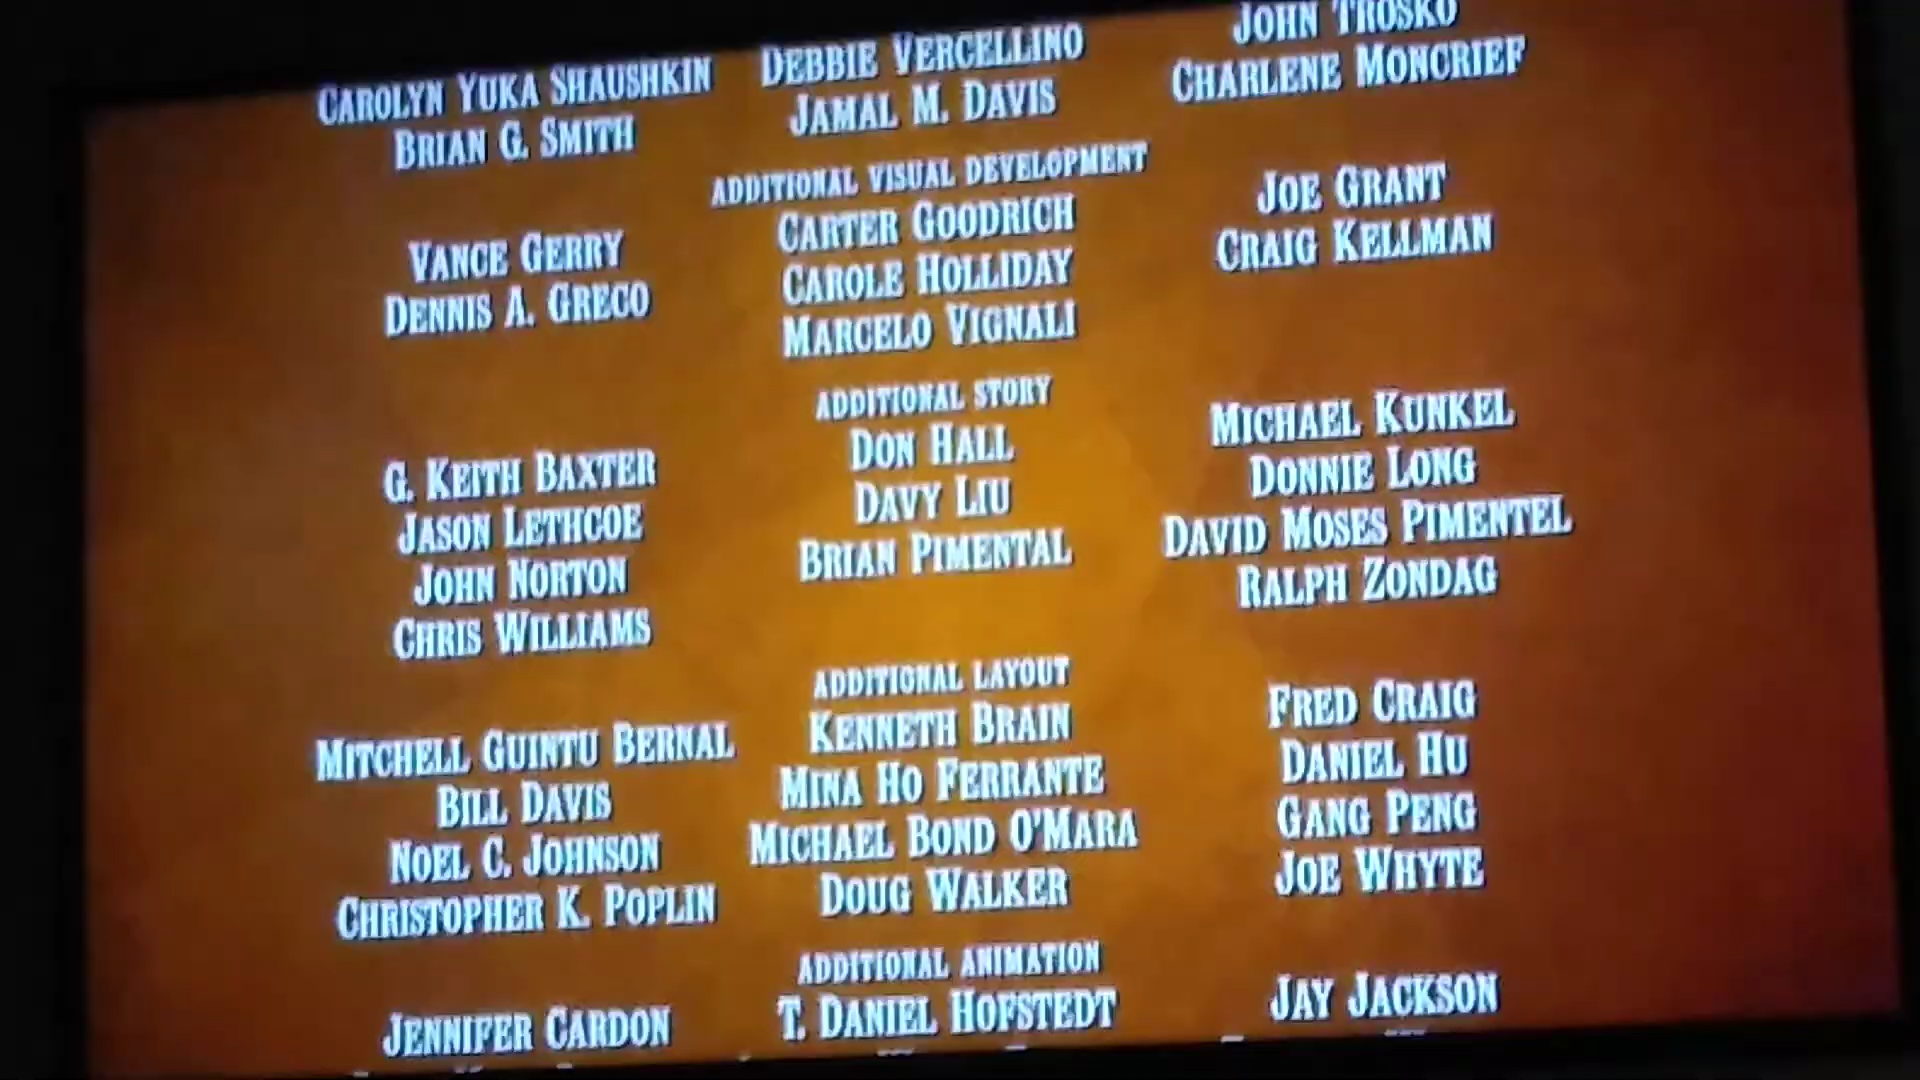 CAROLYN YUKA SHAUSHKIN DEBBIE VERCELLINO JOHN TROSKO
BRIAN G. SMITH JAMAL M. DAVIS CHARLENE MONCRIEF
ADDITIONAL VISUAL DEVELOPMENT
VANCE GERRY CARTER GOODRICH JOE GRANT
DENNIS A. GRECO CAROLE HOLLIDAY CRAIG KELLMAN
MARCELO VIGNALI
ADDITIONAL STORY
G. KEITH BAXTER DON HALL MICHAEL KUNKEL
JASON LETHCOE DAVY LIU DONNIE LONG
JOHN NORTON BRIAN PIMENTAL DAVID MOSES PIMENTEL
CHRIS WILLIAMS RALPH ZONDAG
ADDITIONAL LAYOUT
MITCHELL GUINTU BERNAL KENNETH BRAIN FRED CRAIG
BILL DAVIS MINA HO FERRANTE DANIEL HU
NOEL C. JOHNSON MICHAEL BOND O'MARA GANG PENG
CHRISTOPHER K. POPLIN DOUG WALKER JOE WHYTE
ADDITIONAL ANIMATION
JENNIFER CARDON T. DANIEL HOFSTEDT JAY JACKSON